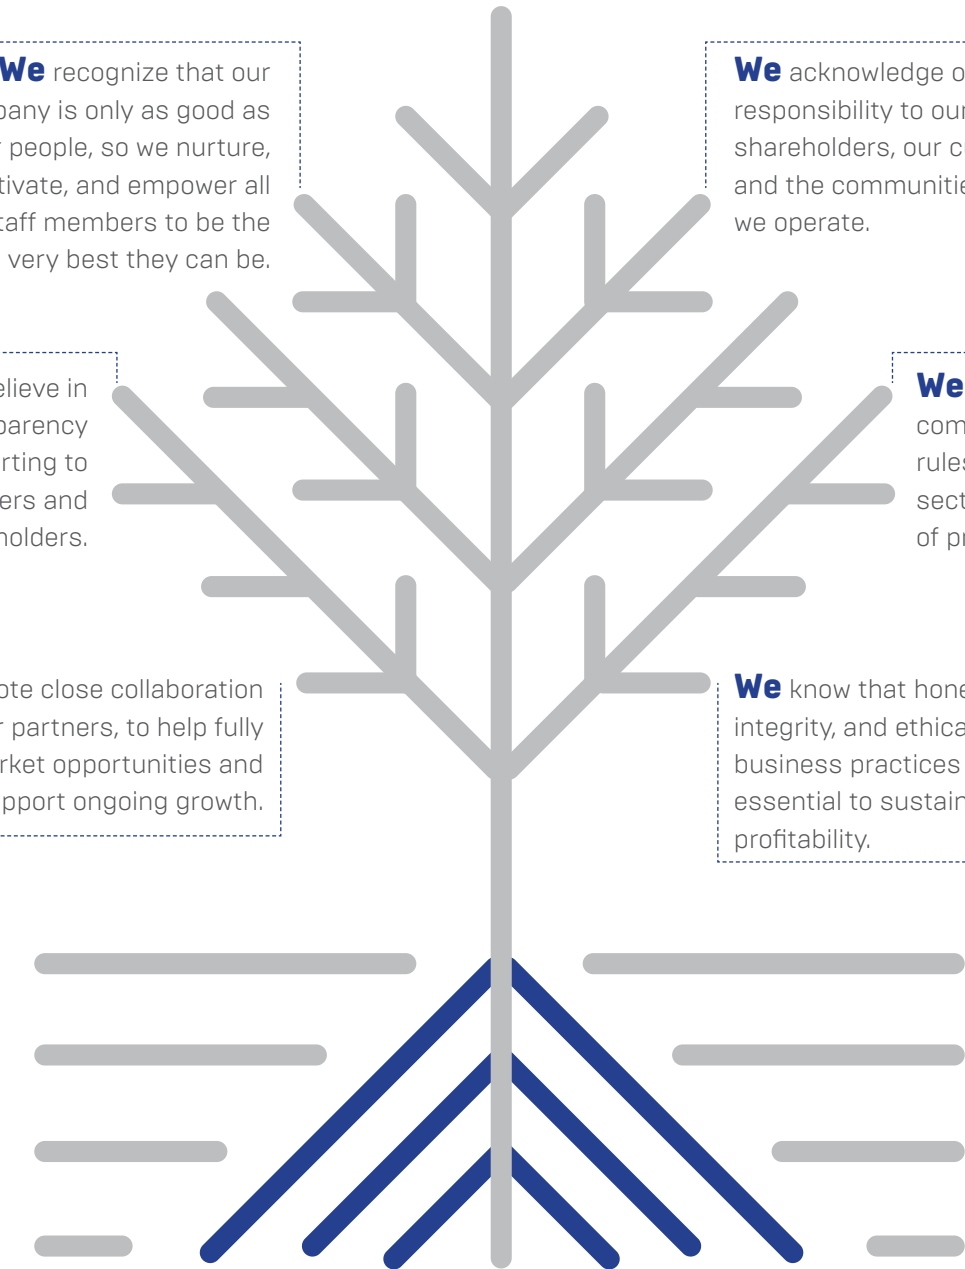 We recognize that our
pany is only as good as
r people, so we nurture,
tivate, and empower all
taff members to be the
very best they can be.
We acknowledge o
responsibility to our
shareholders, our c
and the communitie
we operate.
elieve in
parency
rting to
ers and
holders.
We
com
rules
sect
of pr
ote close collaboration
r partners, to help fully
rket opportunities and
pport ongoing growth.
We know that hone
integrity, and ethica
business practices
essential to sustain
profitability.